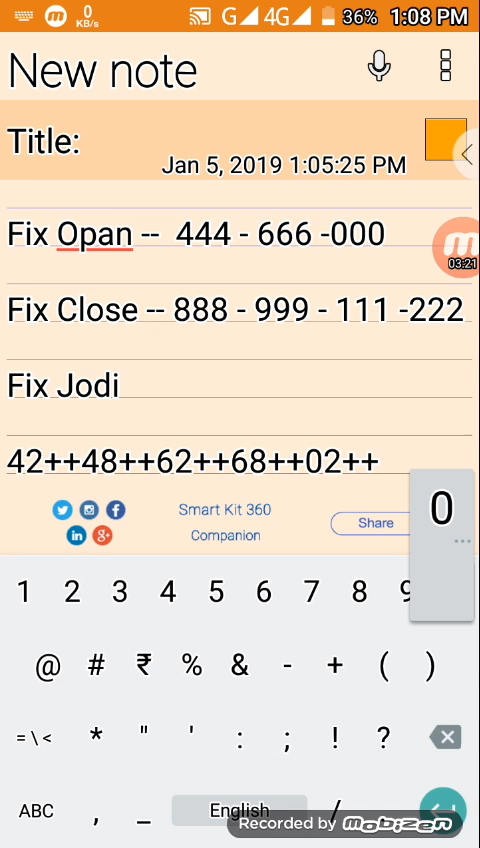 0
KB/s
G 4G 36% 1:08 PM
New note
Title:
Jan 5, 2019 1:05:25 PM
Fix Opan -- 444 - 666 -000
03:21
Fix Close -- 888 - 999 - 111 -222
Fix Jodi
42++48++62++68++02++
Smart Kit 360
Companion
Share
0
...
1 2 3 4 5 6 7 8 9
@ # ₹ % & - + ( )
= \ < * " ' : ; ! ?
ABC , _ English /
Recorded by mobizen